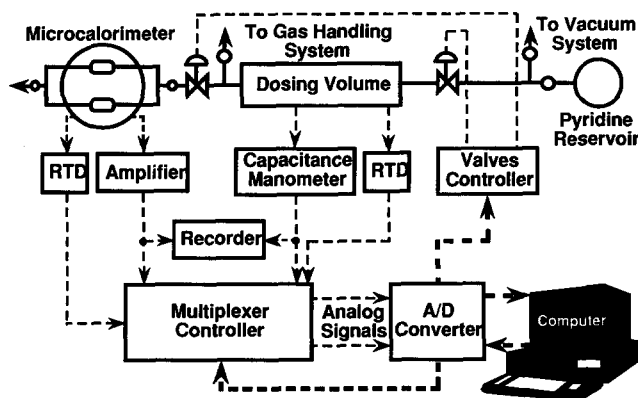 Microcalorimeter
To Gas Handling
System
To Vacuum
System
Dosing Volume
Pyridine
Reservoir
RTD
Amplifier
Capacitance
Manometer
RTD
Valves
Controller
Recorder
Multiplexer
Controller
Analog
Signals
A/D
Converter
Computer